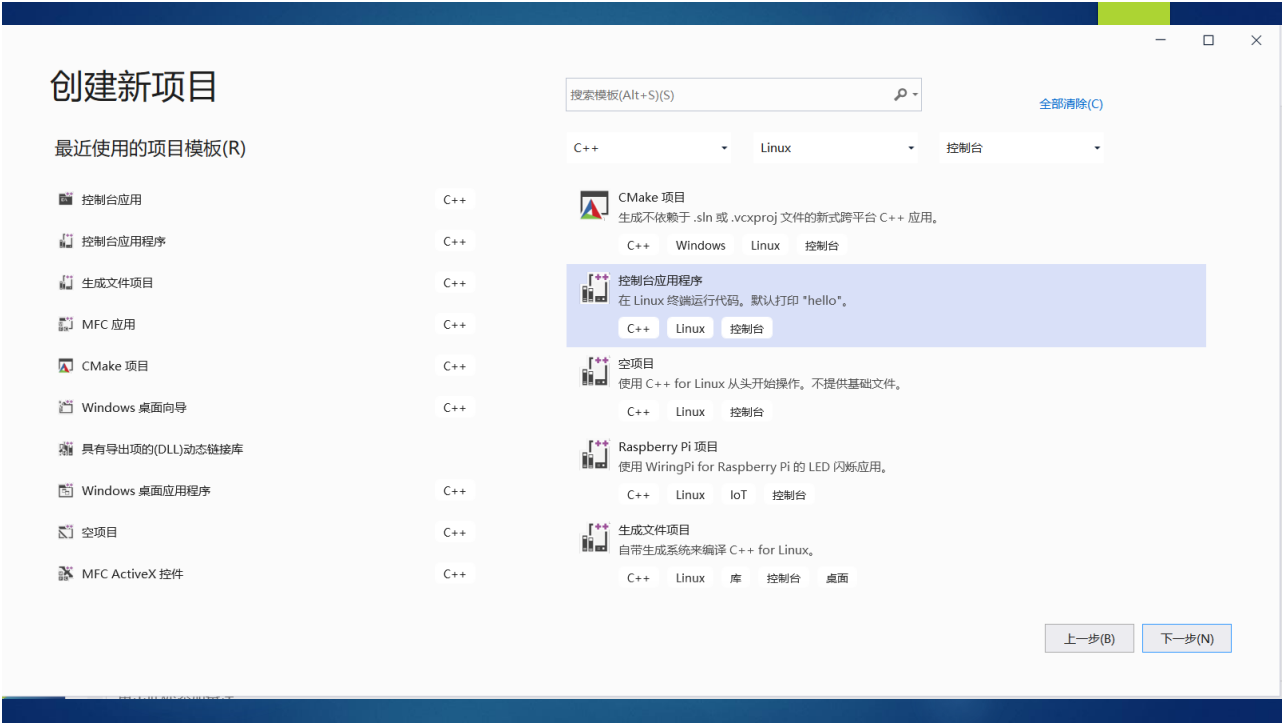 创建新项目
搜索模板(Alt+S)(S)
全部清除(C)
最近使用的项目模板(R)
C++
Linux
控制台
控制台应用 C++
控制台应用程序 C++
生成文件项目 C++
MFC 应用 C++
CMake 项目 C++
Windows 桌面向导 C++
具有导出项的(DLL)动态链接库
Windows 桌面应用程序 C++
空项目 C++
MFC ActiveX 控件 C++
CMake 项目
生成不依赖于 .sln 或 .vcxproj 文件的新式跨平台 C++ 应用。
C++ Windows Linux 控制台
控制台应用程序
在 Linux 终端运行代码。默认打印 "hello"。
C++ Linux 控制台
空项目
使用 C++ for Linux 从头开始操作。不提供基础文件。
C++ Linux 控制台
Raspberry Pi 项目
使用 WiringPi for Raspberry Pi 的 LED 闪烁应用。
C++ Linux IoT 控制台
生成文件项目
自带生成系统来编译 C++ for Linux。
C++ Linux 库 控制台 桌面
上一步(B)
下一步(N)